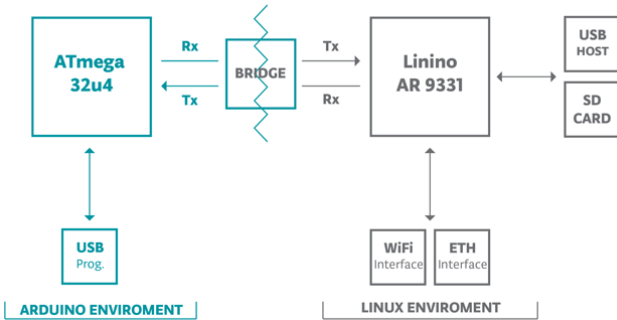 ATmega
32u4
Rx
Tx
BRIDGE
Tx
Rx
Linino
AR 9331
USB
HOST
SD
CARD
USB
Prog.
WiFi
Interface
ETH
Interface
ARDUINO ENVIROMENT
LINUX ENVIROMENT